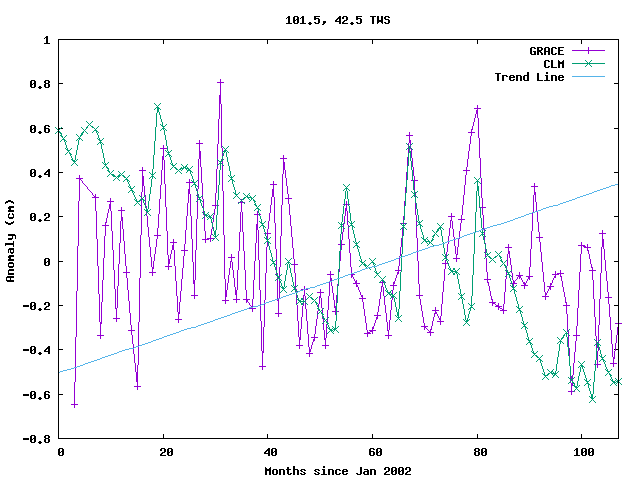 101.5, 42.5 TWS
GRACE
CLM
Trend Line
1
0.8
0.6
0.4
0.2
0
-0.2
-0.4
-0.6
-0.8
Anomaly (cm)
0 20 40 60 80 100
Months since Jan 2002